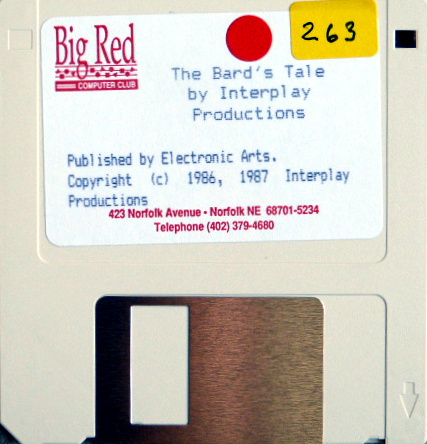 263
Big Red
COMPUTER CLUB
The Bard's Tale
by Interplay
Productions
Published by Electronic Arts.
Copyright (c) 1986, 1987 Interplay
Productions
423 Norfolk Avenue • Norfolk NE 68701-5234
Telephone (402) 379-4680